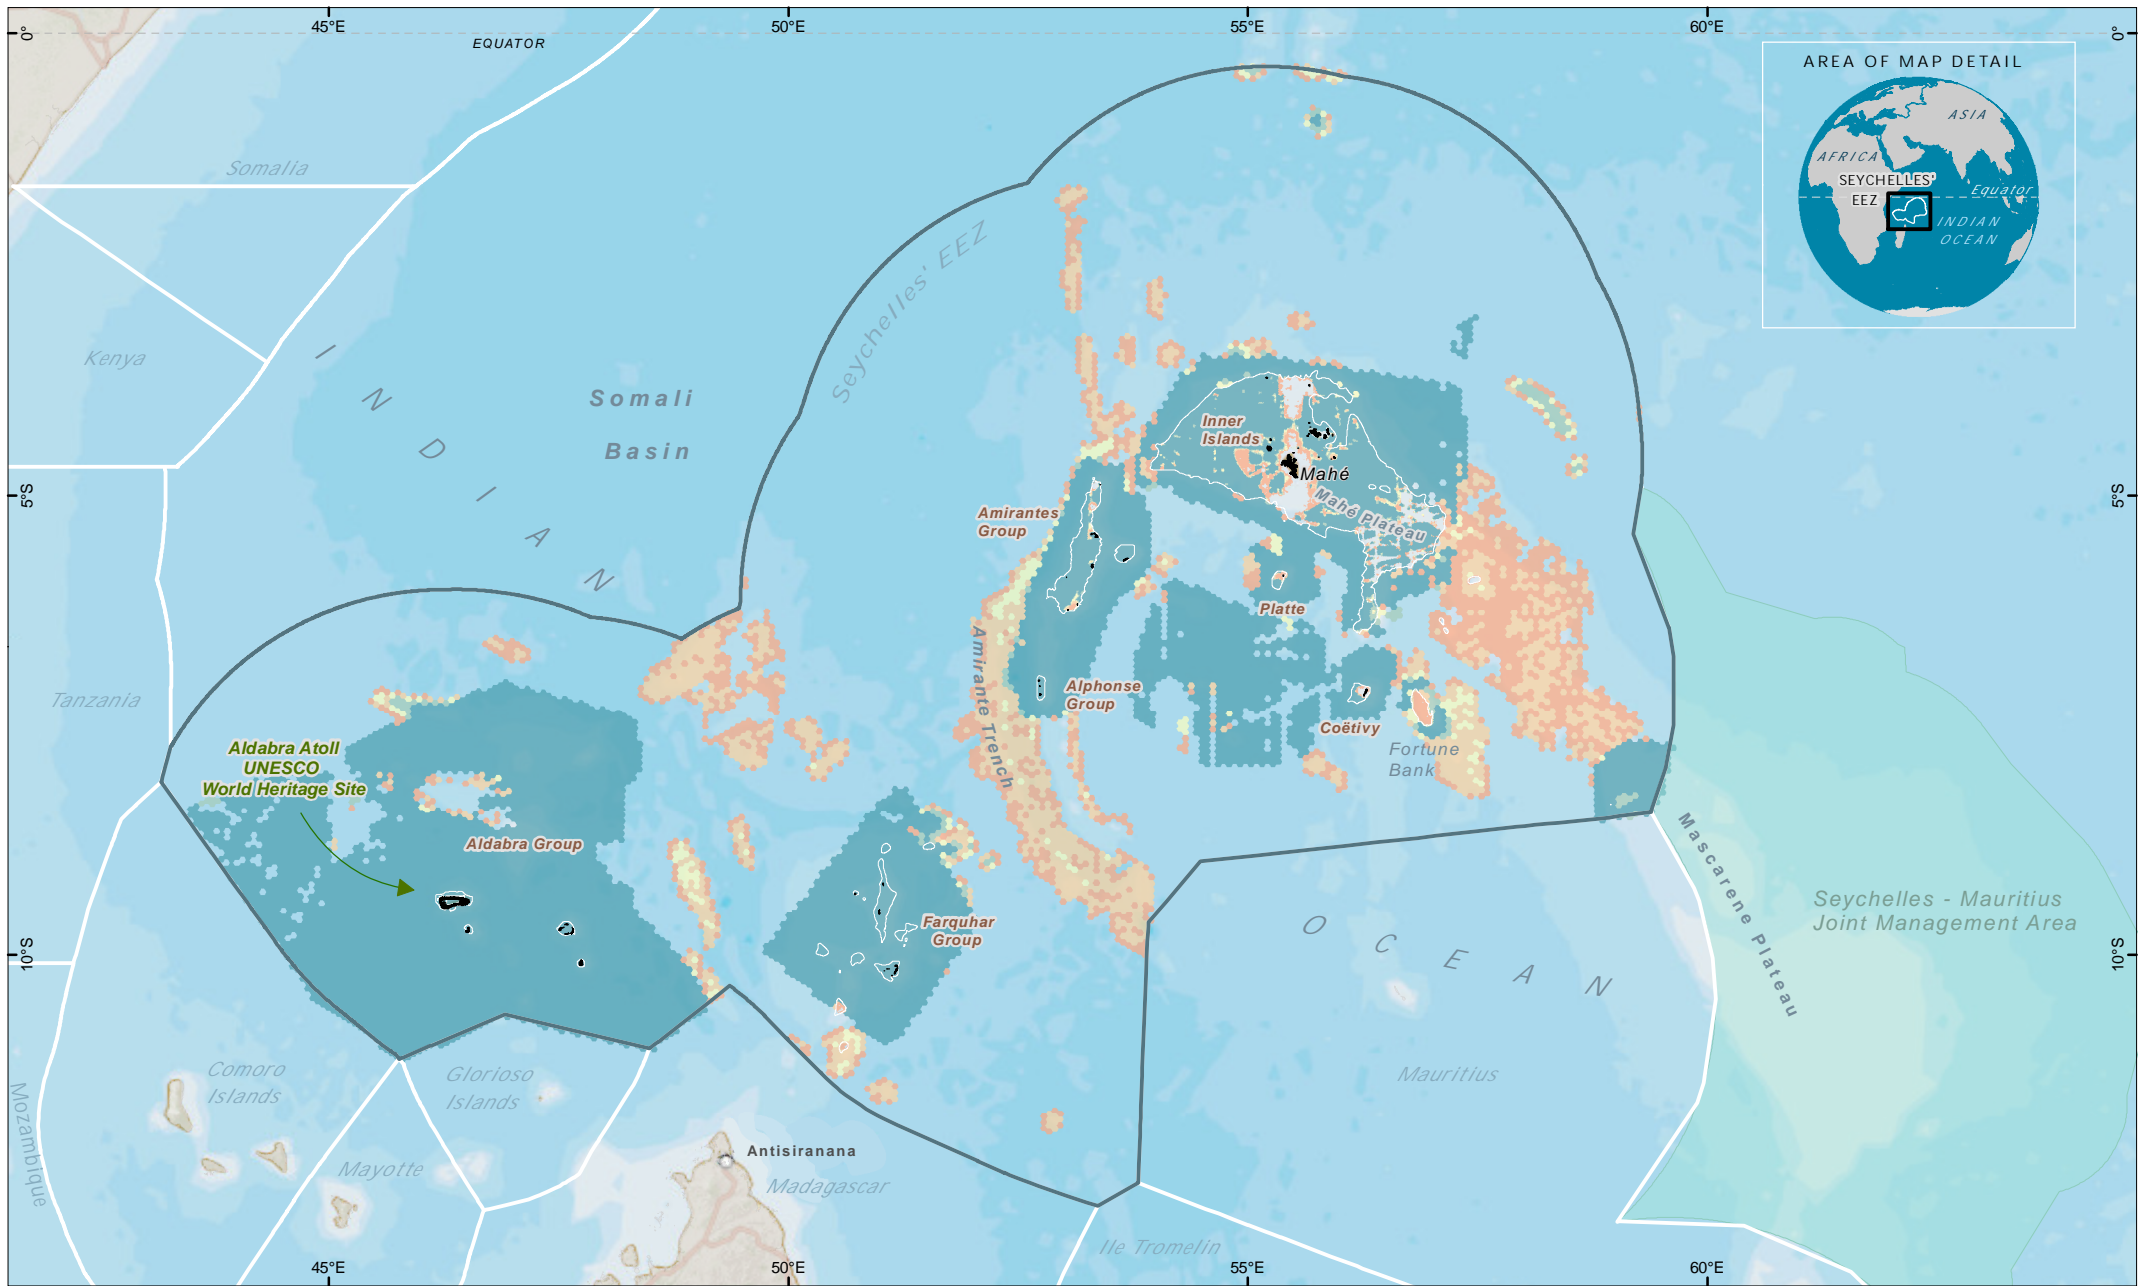 45°E
50°E
55°E
60°E
0°
0°
EQUATOR
AREA OF MAP DETAIL
ASIA
AFRICA
SEYCHELLES'
EEZ
Equator
INDIAN
OCEAN
Somalia
Seychelles' EEZ
Kenya
INDIAN
Somali
Basin
Inner
Islands
Mahé
Mahé Plateau
5°S
5°S
Amirantes
Group
Platte
Amirante Trench
Alphonse
Group
Coëtivy
Fortune
Bank
Tanzania
Aldabra Atoll
UNESCO
World Heritage Site
Aldabra Group
Farquhar
Group
Mascarene Plateau
Seychelles - Mauritius
Joint Management Area
OCEAN
10°S
10°S
Comoro
Islands
Glorioso
Islands
Mauritius
Mozambique
Mayotte
Antisiranana
Madagascar
Ile Tromelin
45°E
50°E
55°E
60°E